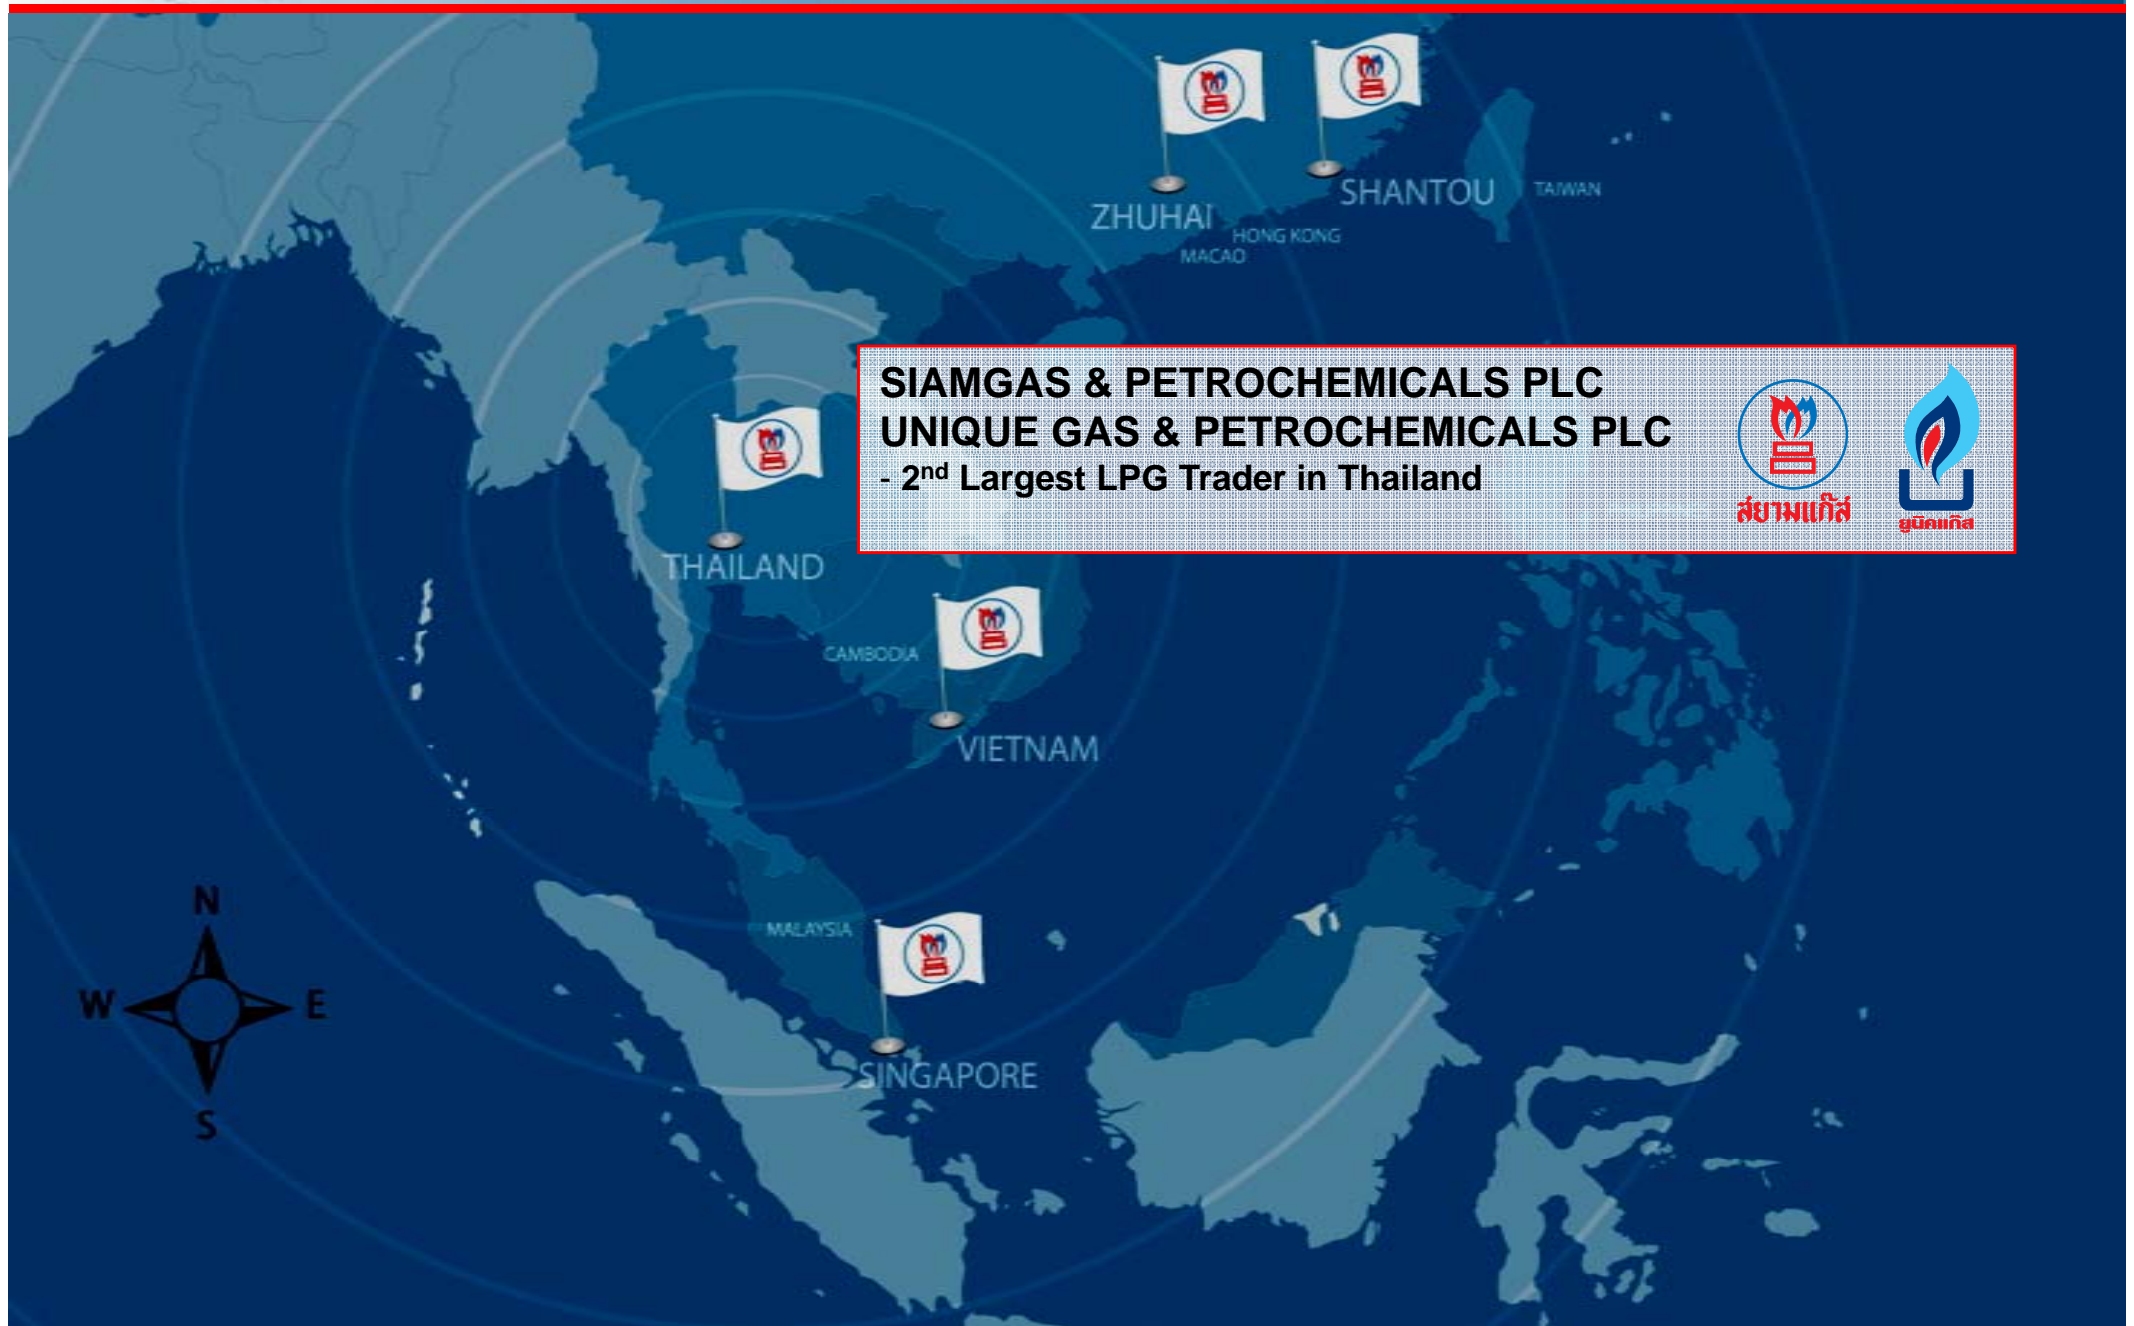 ZHUHAI
SHANTOU
TAIWAN
HONG KONG
MACAO
SIAMGAS & PETROCHEMICALS PLC
UNIQUE GAS & PETROCHEMICALS PLC
- 2nd Largest LPG Trader in Thailand
สยามแก๊ส
ยูนิคแก๊ส
THAILAND
CAMBODIA
VIETNAM
N
MALAYSIA
W E
SINGAPORE
S